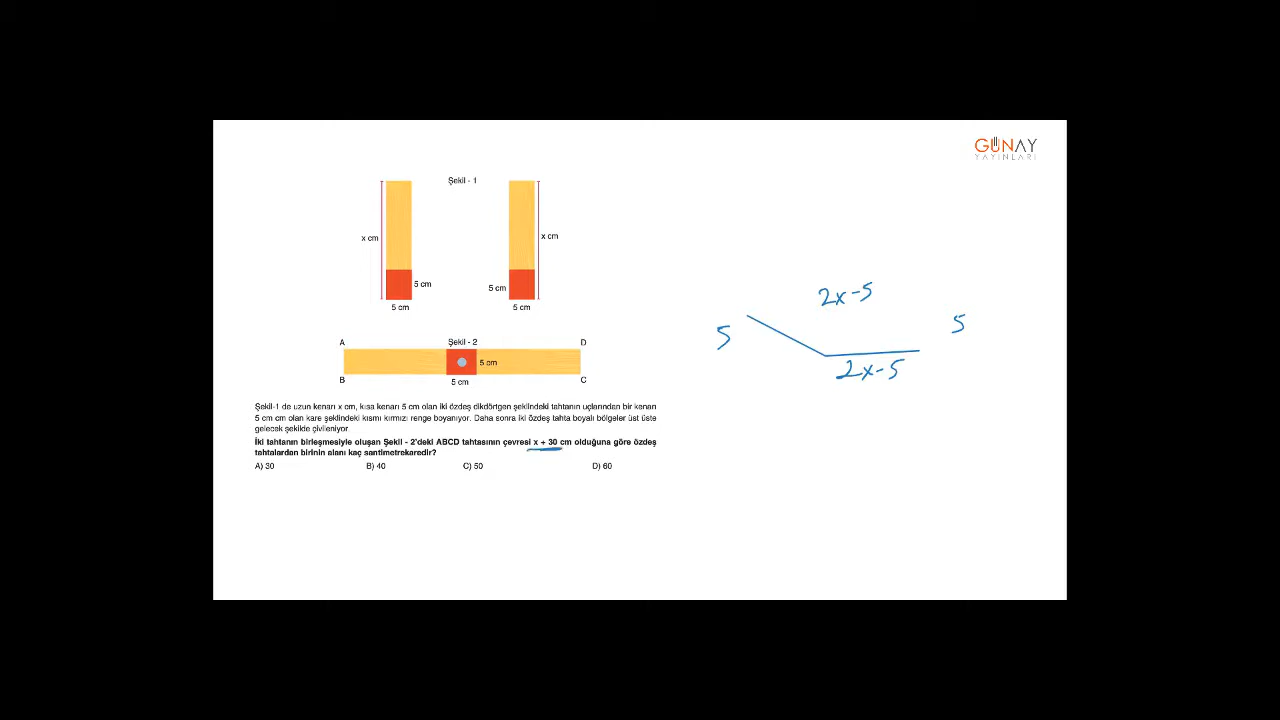 GÜNAY
YAYINLARI
Şekil - 1
x cm
x cm
5 cm
5 cm
5 cm
5 cm
A
Şekil - 2
D
5 cm
B
5 cm
C
Şekil-1 de uzun kenarı x cm, kısa kenarı 5 cm olan iki özdeş dikdörtgen şeklindeki tahtanın uçlarından bir kenarı
5 cm cm olan kare şeklindeki kısmı kırmızı renge boyanıyor. Daha sonra iki özdeş tahta boyalı bölgeler üst üste
gelecek şekilde çivileniyor.
İki tahtanın birleşmesiyle oluşan Şekil - 2'deki ABCD tahtasının çevresi x + 30 cm olduğuna göre özdeş
tahtalardan birinin alanı kaç santimetrekaredir?
A) 30 B) 40 C) 50 D) 60
2x-5
5
5
2x-5